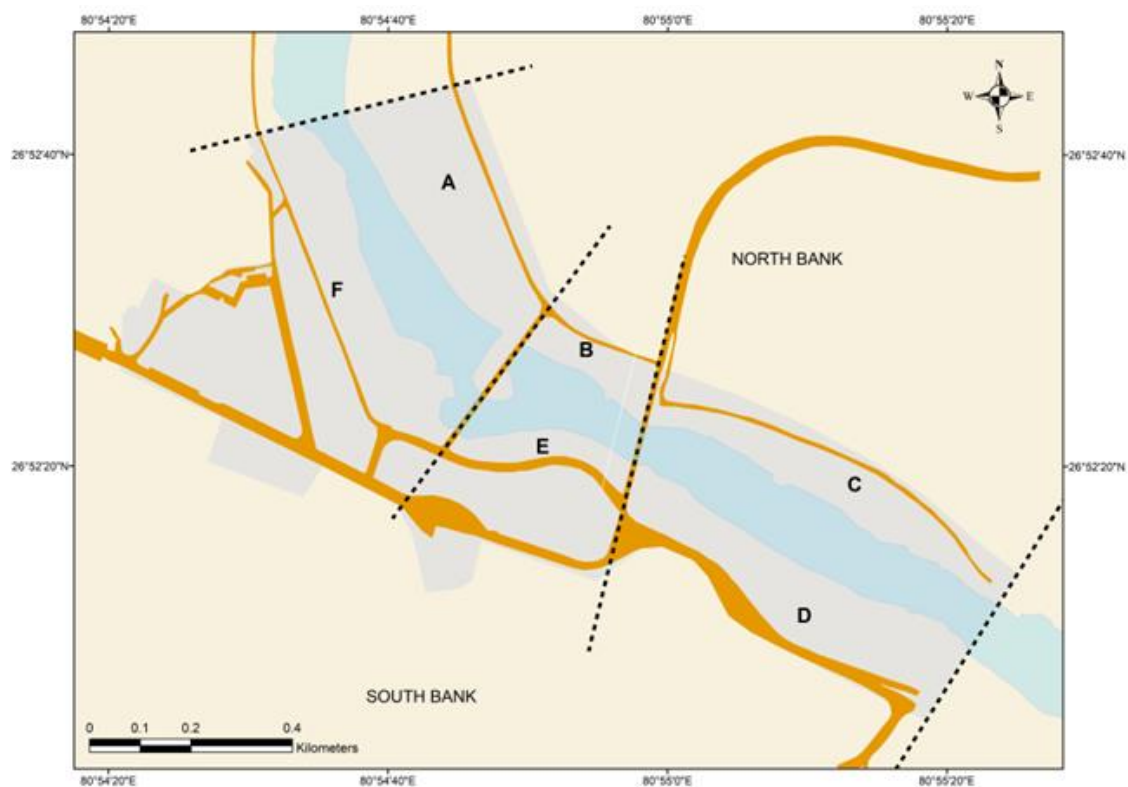 80°54'20"E 80°54'40"E 80°55'0"E 80°55'20"E
N
W E
S
26°52'40"N 26°52'40"N
A
NORTH BANK
F
B
E
26°52'20"N 26°52'20"N
C
D
SOUTH BANK
0 0.1 0.2 0.4
Kilometers
80°54'20"E 80°54'40"E 80°55'0"E 80°55'20"E